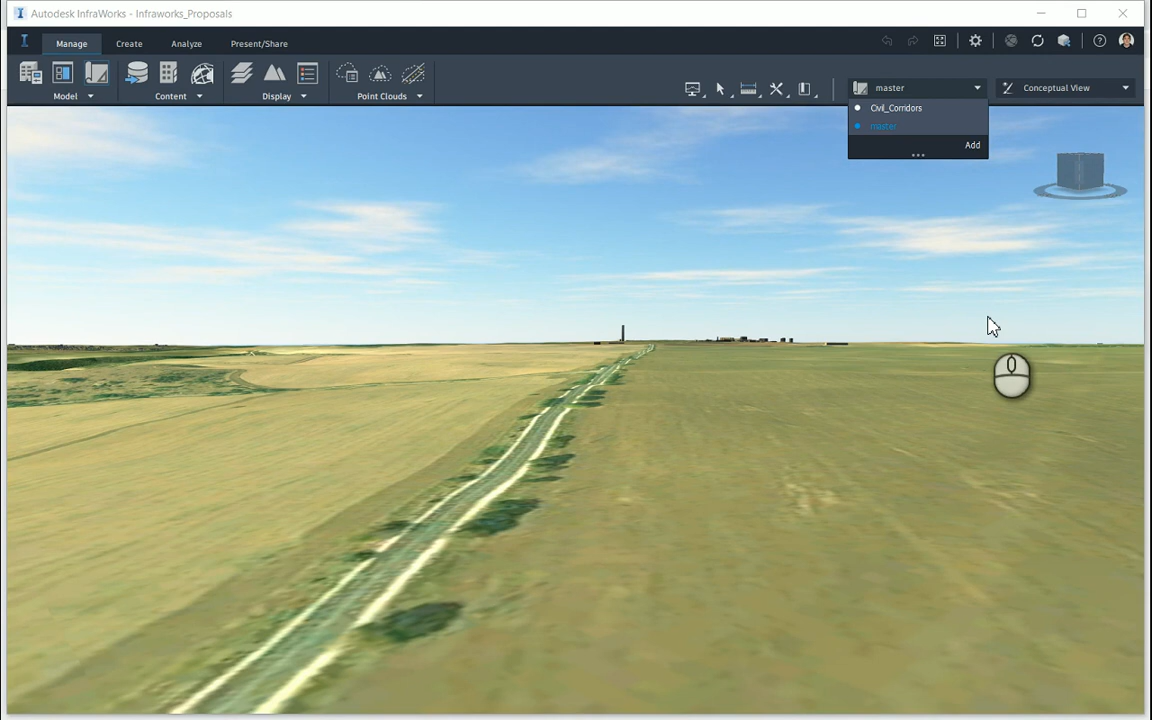 Autodesk InfraWorks - Infraworks_Proposals
Manage Create Analyze Present/Share
Model Content Display Point Clouds
master Conceptual View
Civil_Corridors
master
Add